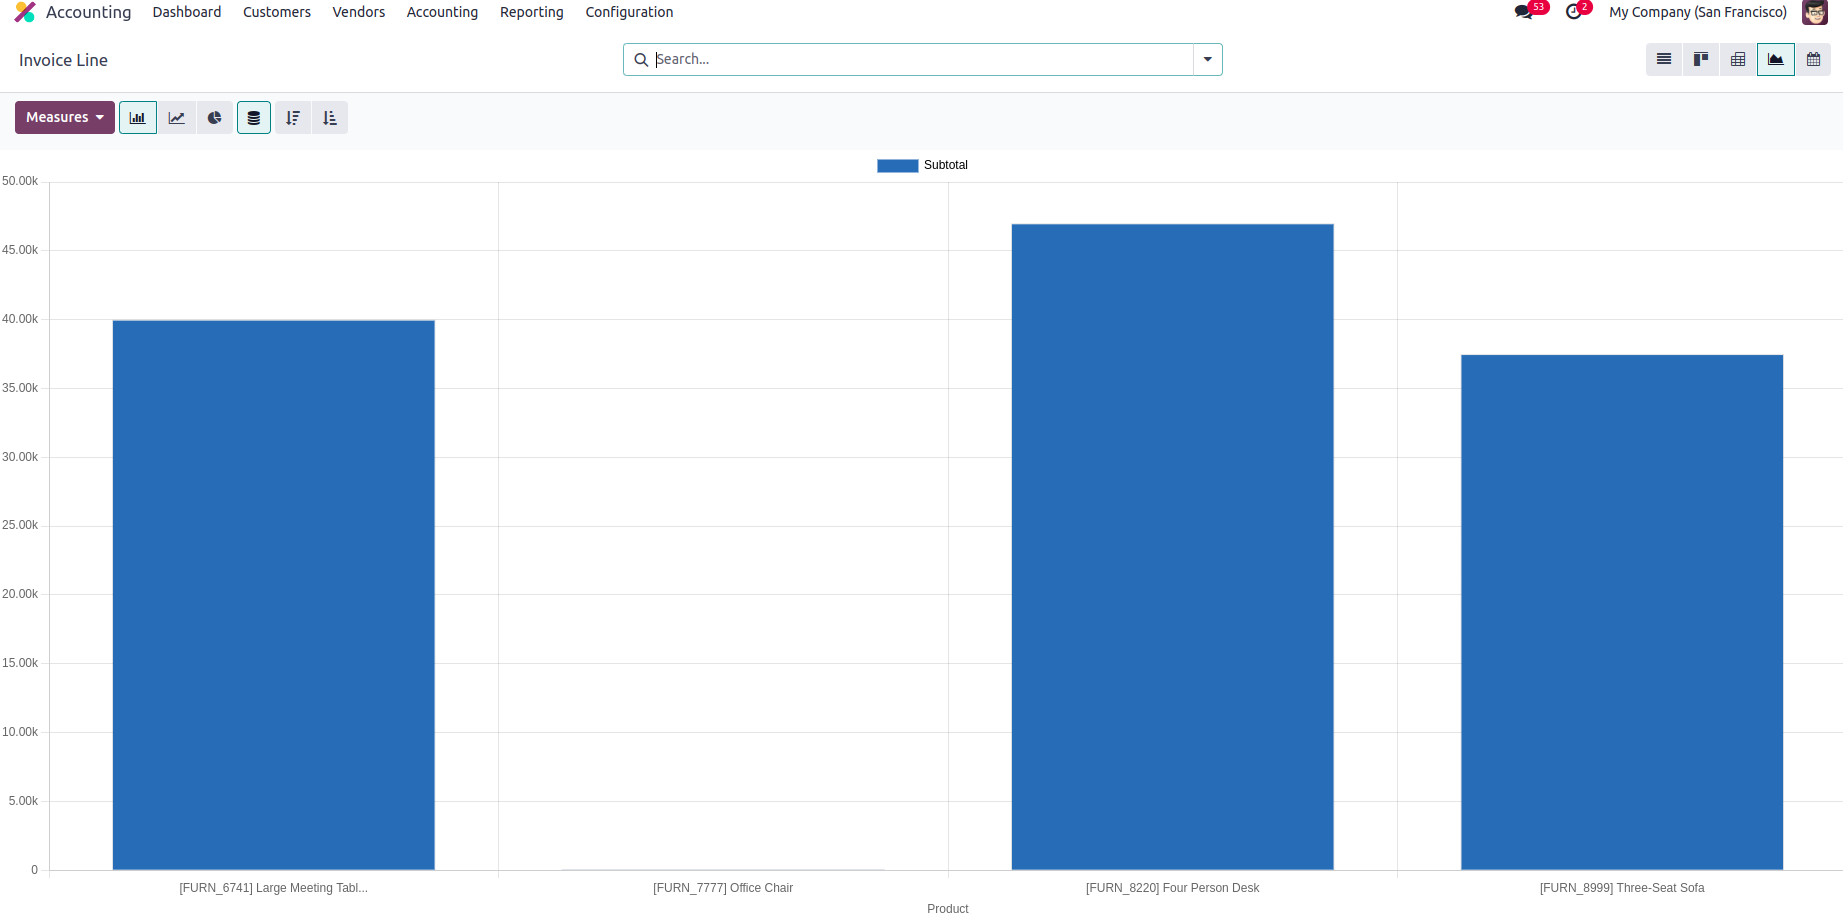 Accounting Dashboard Customers Vendors Accounting Reporting Configuration 53 2 My Company (San Francisco)
Invoice Line Search...
Measures
Subtotal
50.00k
45.00k
40.00k
35.00k
30.00k
25.00k
20.00k
15.00k
10.00k
5.00k
0
[FURN_6741] Large Meeting Tabl... [FURN_7777] Office Chair [FURN_8220] Four Person Desk [FURN_8999] Three-Seat Sofa
Product